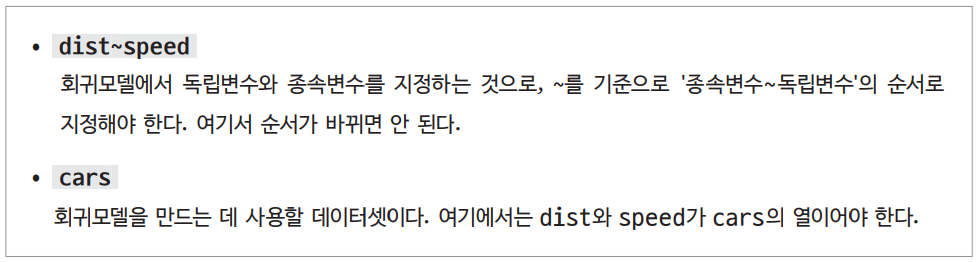 • dist~speed
회귀모델에서 독립변수와 종속변수를 지정하는 것으로, ~를 기준으로 '종속변수~독립변수'의 순서로
지정해야 한다. 여기서 순서가 바뀌면 안 된다.
• cars
회귀모델을 만드는 데 사용할 데이터셋이다. 여기에서는 dist와 speed가 cars의 열이어야 한다.